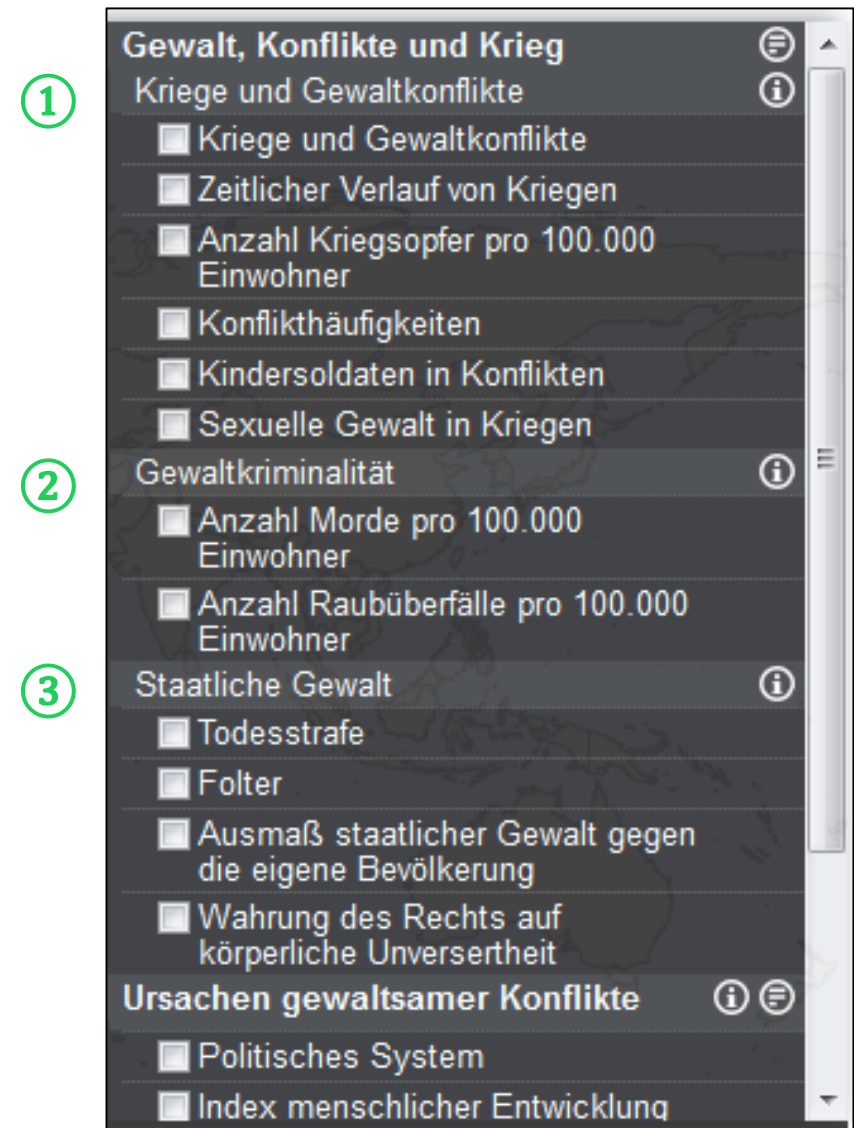 Gewalt, Konflikte und Krieg
1
Kriege und Gewaltkonflikte
Kriege und Gewaltkonflikte
Zeitlicher Verlauf von Kriegen
Anzahl Kriegsopfer pro 100.000
Einwohner
Konflikthäufigkeiten
Kindersoldaten in Konflikten
Sexuelle Gewalt in Kriegen
2
Gewaltkriminalität
Anzahl Morde pro 100.000
Einwohner
Anzahl Raubüberfälle pro 100.000
Einwohner
3
Staatliche Gewalt
Todesstrafe
Folter
Ausmaß staatlicher Gewalt gegen
die eigene Bevölkerung
Wahrung des Rechts auf
körperliche Unversertheit
Ursachen gewaltsamer Konflikte
Politisches System
Index menschlicher Entwicklung